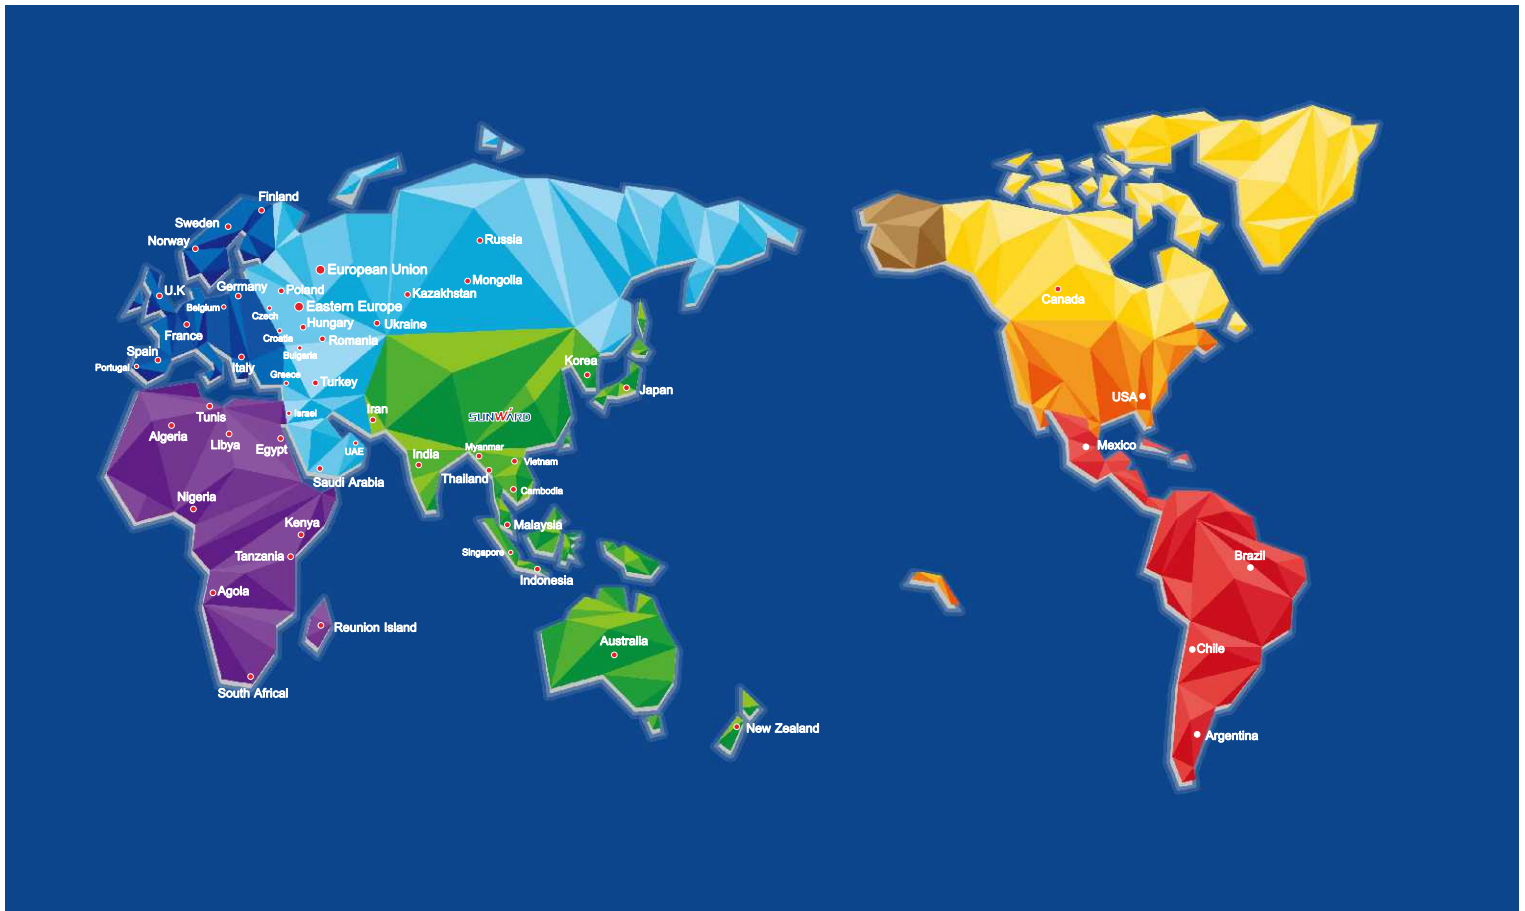 Finland
Sweden
Norway
Russia
European Union
Mongolia
U.K
Germany
Poland
Kazakhstan
Canada
Belgium
Eastern Europe
Czech
Hungary
Ukraine
France
Croatia
Romania
Spain
Bulgaria
Korea
Portugal
Italy
Greece
Turkey
Japan
USA
Iran
Israel
SUNWARD
Tunis
Algeria
Libya
Egypt
UAE
Myanmar
Mexico
India
Vietnam
Saudi Arabia
Thailand
Cambodia
Nigeria
Kenya
Malaysia
Tanzania
Singapore
Brazil
Indonesia
Agola
Reunion Island
Australia
Chile
South Africal
New Zealand
Argentina